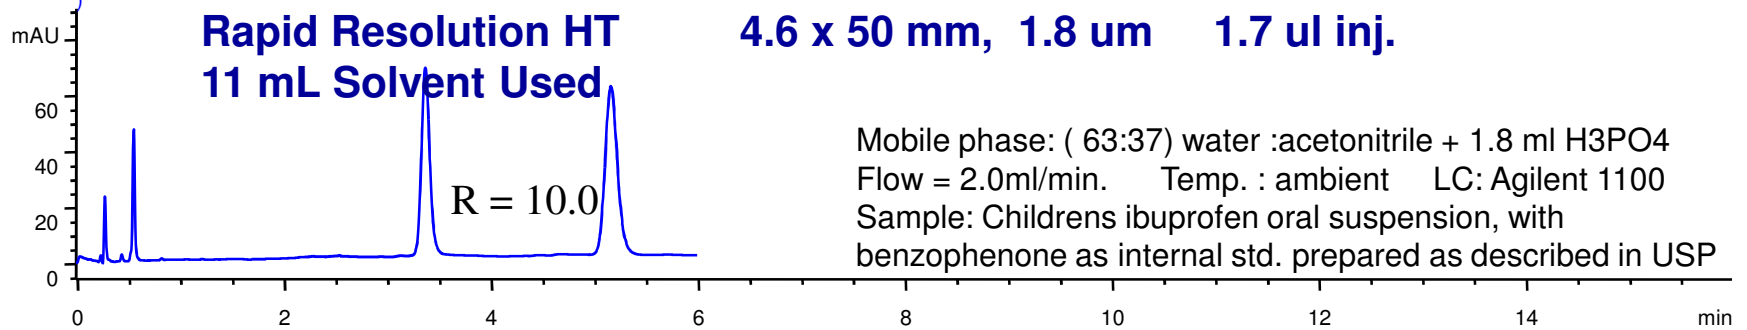 Rapid Resolution HT 4.6 x 50 mm, 1.8 um 1.7 ul inj.
mAU
11 mL Solvent Used
60
Mobile phase: ( 63:37) water :acetonitrile + 1.8 ml H3PO4
40
Flow = 2.0ml/min. Temp. : ambient LC: Agilent 1100
R = 10.0
20
Sample: Childrens ibuprofen oral suspension, with
benzophenone as internal std. prepared as described in USP
0
0 2 4 6 8 10 12 14 min